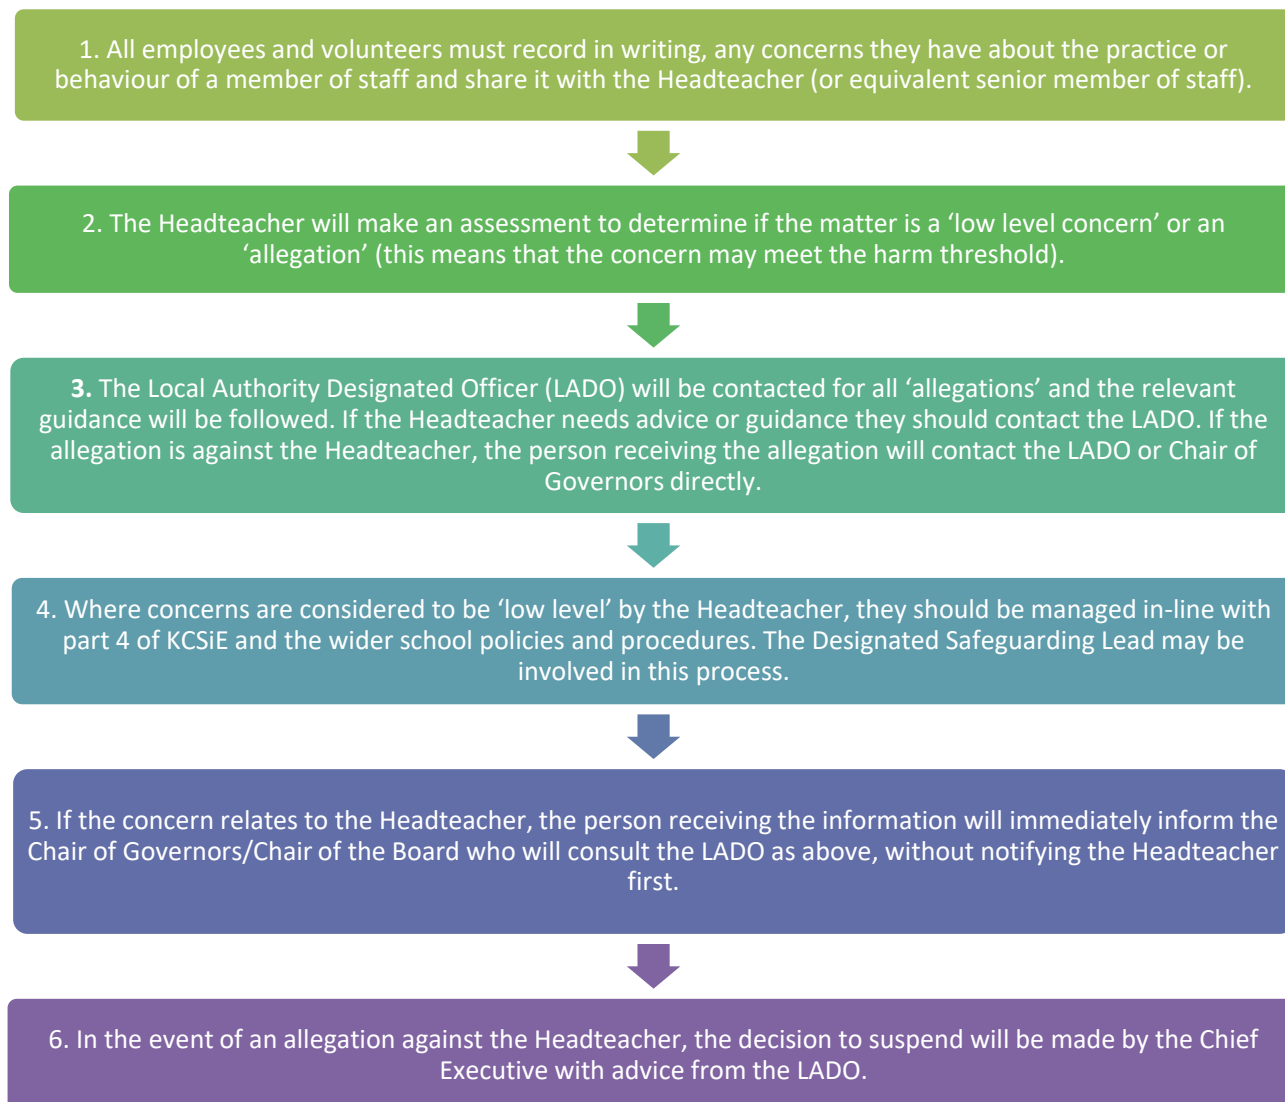 1. All employees and volunteers must record in writing, any concerns they have about the practice or
behaviour of a member of staff and share it with the Headteacher (or equivalent senior member of staff).
2. The Headteacher will make an assessment to determine if the matter is a ‘low level concern’ or an
‘allegation’ (this means that the concern may meet the harm threshold).
3. The Local Authority Designated Officer (LADO) will be contacted for all ‘allegations’ and the relevant
guidance will be followed. If the Headteacher needs advice or guidance they should contact the LADO. If the
allegation is against the Headteacher, the person receiving the allegation will contact the LADO or Chair of
Governors directly.
4. Where concerns are considered to be ‘low level’ by the Headteacher, they should be managed in-line with
part 4 of KCSiE and the wider school policies and procedures. The Designated Safeguarding Lead may be
involved in this process.
5. If the concern relates to the Headteacher, the person receiving the information will immediately inform the
Chair of Governors/Chair of the Board who will consult the LADO as above, without notifying the Headteacher
first.
6. In the event of an allegation against the Headteacher, the decision to suspend will be made by the Chief
Executive with advice from the LADO.